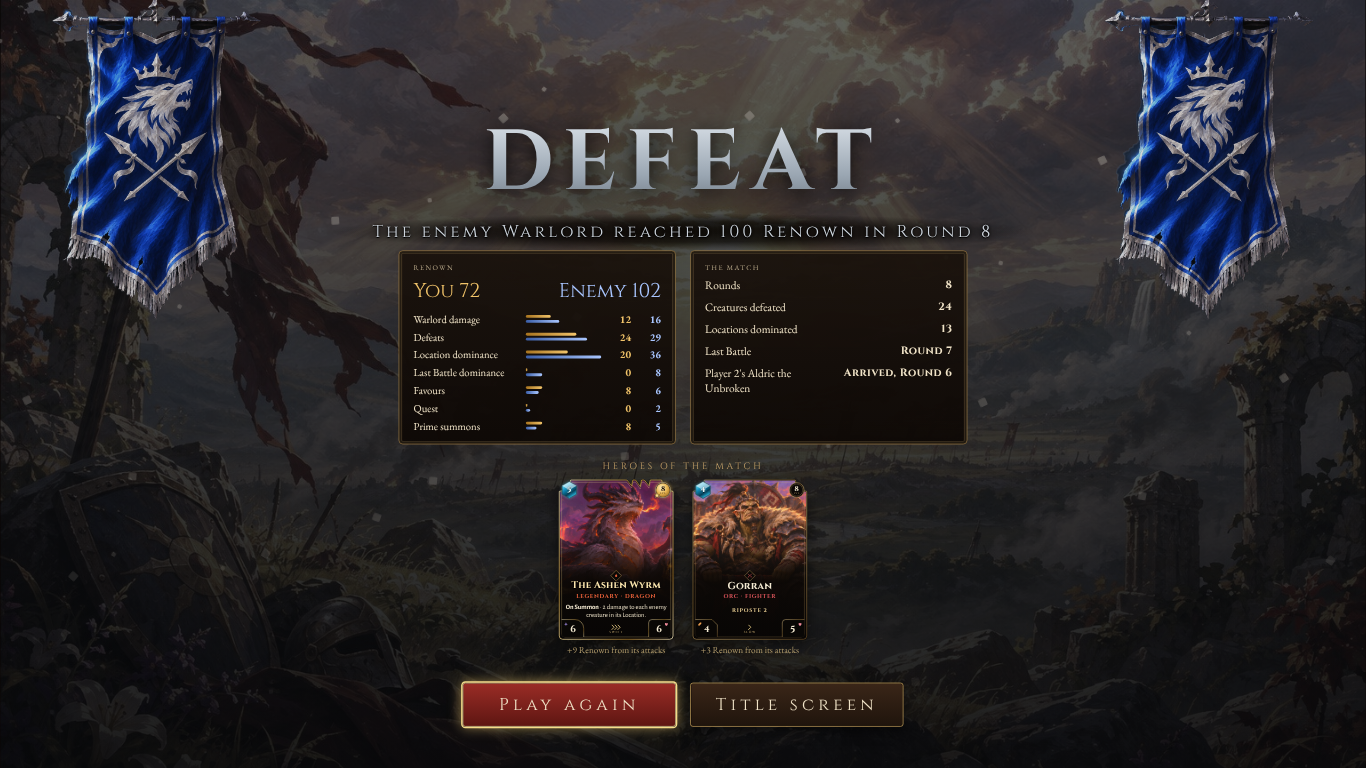 DEFEAT
The enemy Warlord reached 100 Renown in Round 8
RENOWN
You 72 Enemy 102
Warlord damage 12 16
Defeats 24 29
Location dominance 20 36
Last Battle dominance 0 8
Favours 8 6
Quest 0 2
Prime summons 8 5
THE MATCH
Rounds 8
Creatures defeated 24
Locations dominated 13
Last Battle Round 7
Player 2's Aldric the Unbroken Arrived, Round 6
HEROES OF THE MATCH
8
The Ashen Wyrm
LEGENDARY · DRAGON
On Summon · 2 damage to each enemy
creature in its Location.
6 6
+9 Renown from its attacks
4 8
Gorran
ORC · FIGHTER
RIPOSTE 2
4 5
+3 Renown from its attacks
Play again
Title screen